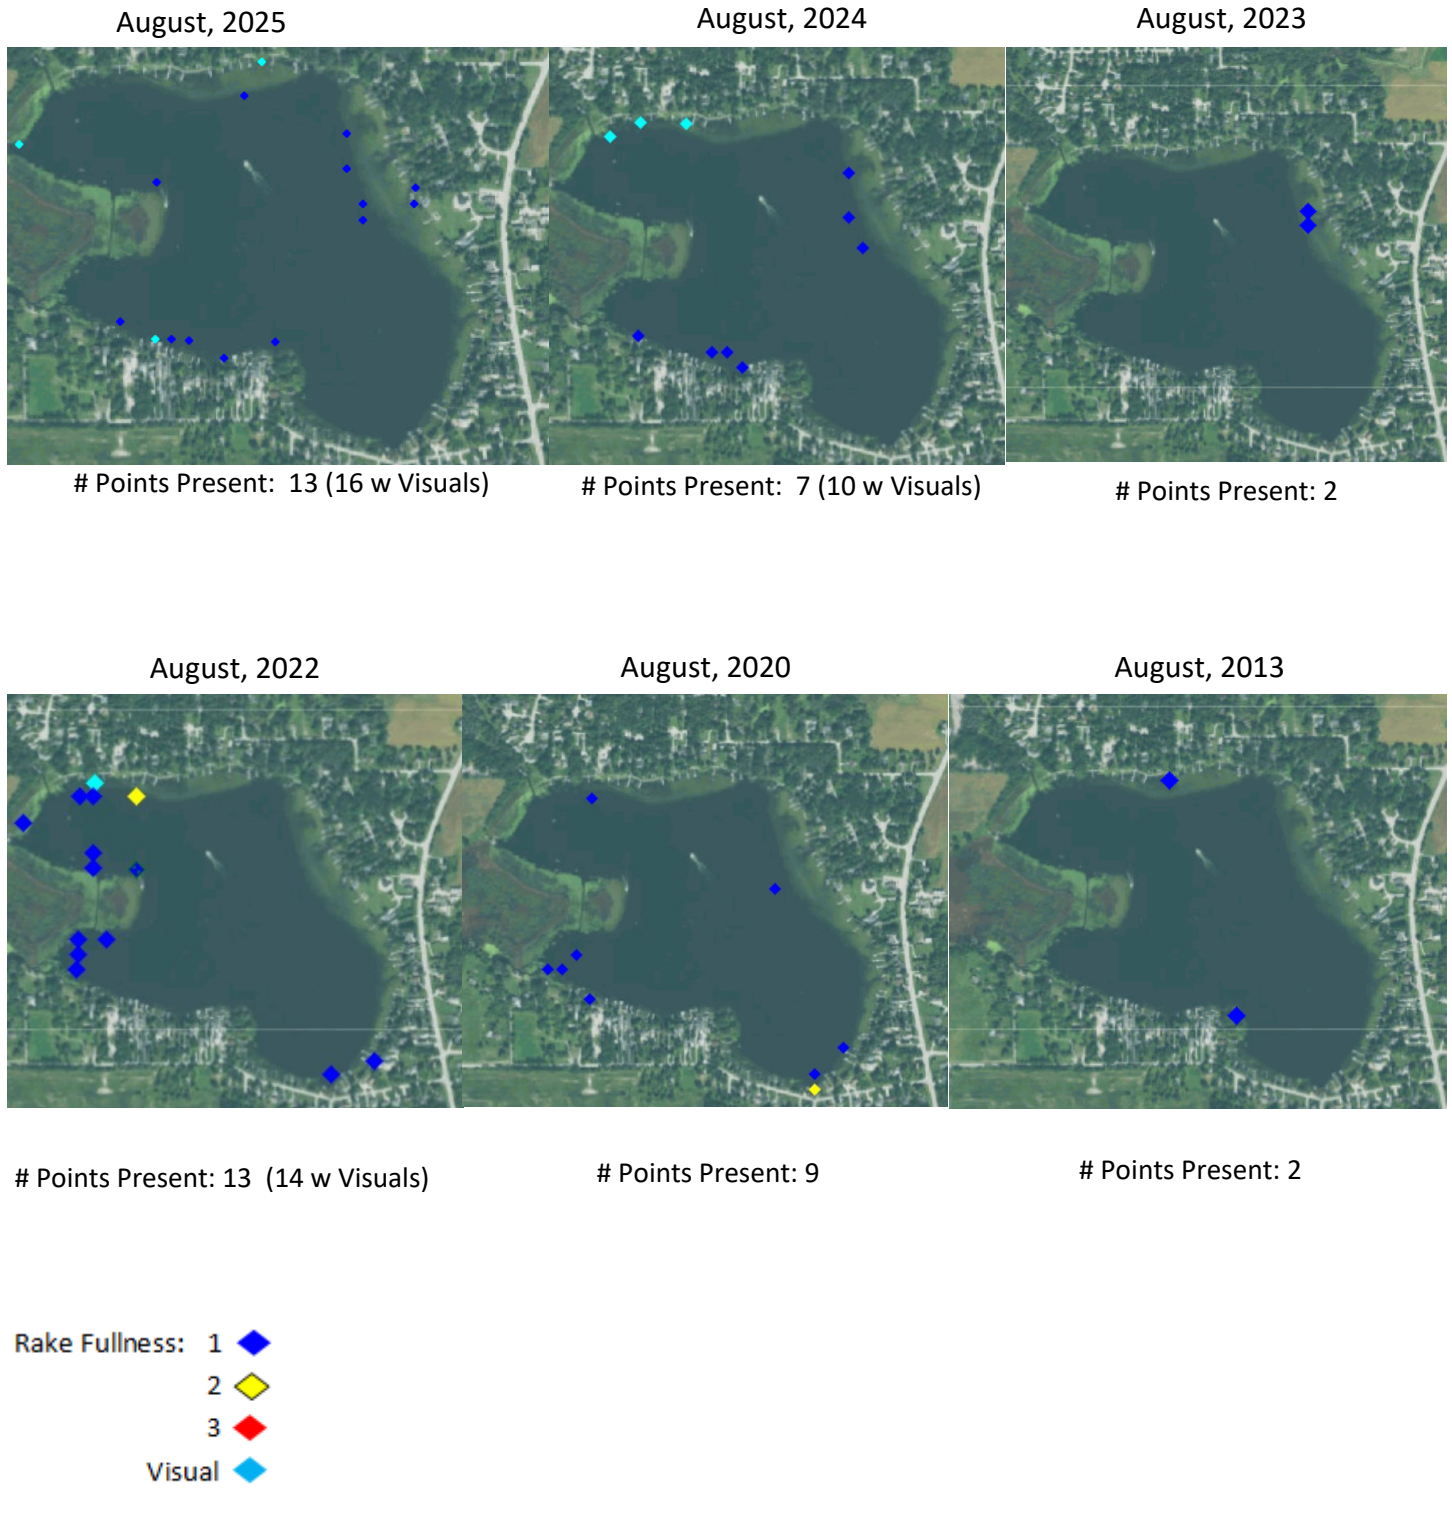 August, 2025
August, 2024
August, 2023
# Points Present:  13 (16 w Visuals)
# Points Present:  7 (10 w Visuals)
# Points Present: 2
August, 2022
August, 2020
August, 2013
# Points Present: 13  (14 w Visuals)
# Points Present: 9
# Points Present: 2
Rake Fullness:  1
2
3
Visual